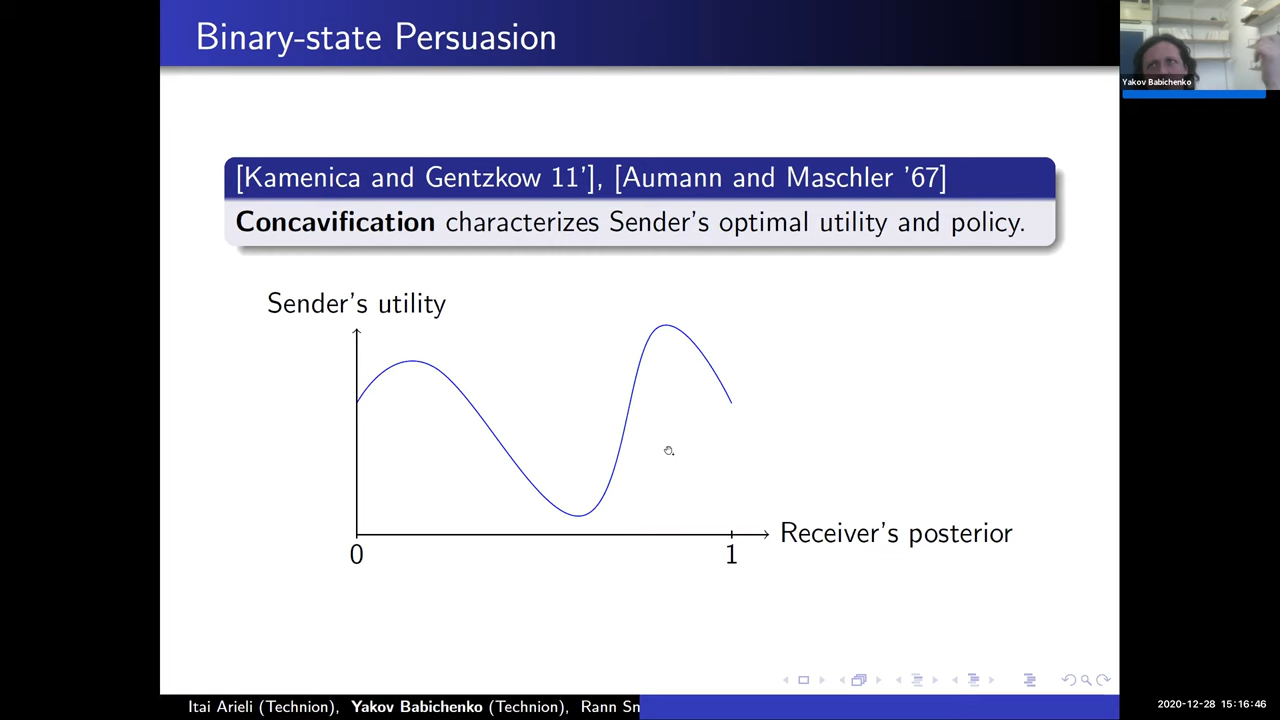 Binary-state Persuasion
Yakov Babichenko
[Kamenica and Gentzkow 11'], [Aumann and Maschler '67]
Concavification characterizes Sender's optimal utility and policy.
Sender's utility
Receiver's posterior
0
1
Itai Arieli (Technion), Yakov Babichenko (Technion), Rann Sn
2020-12-28 15:16:46